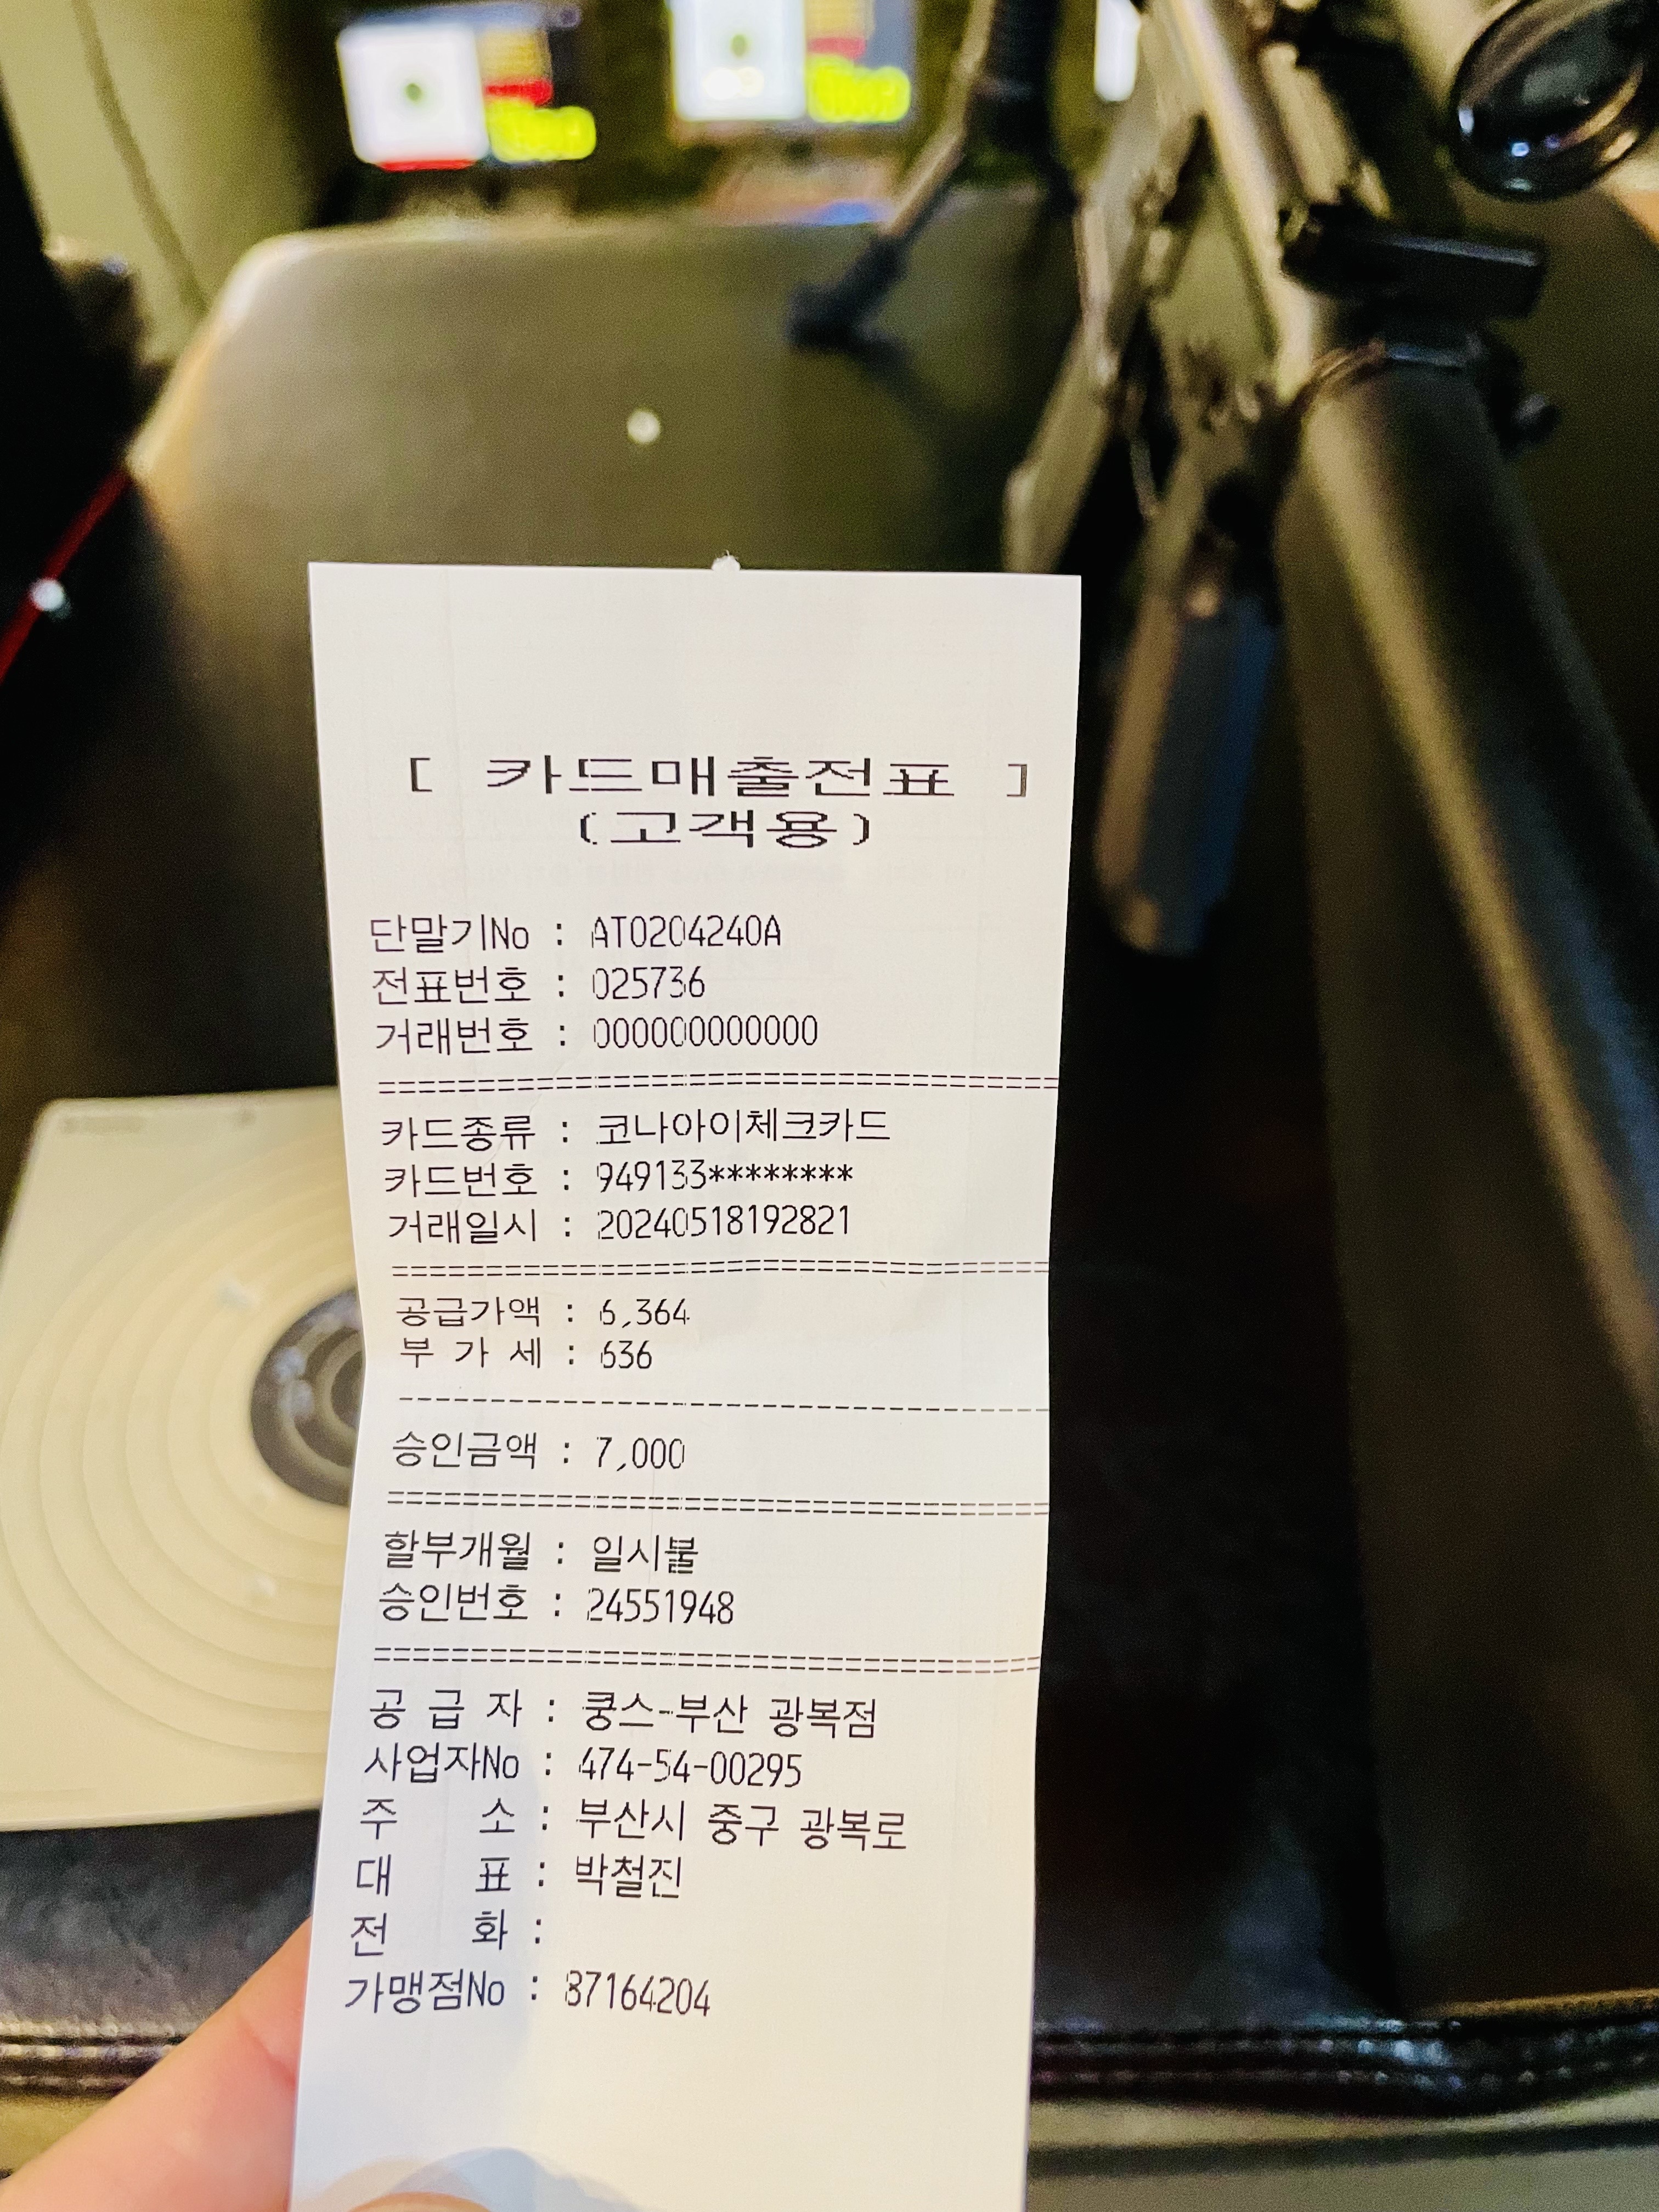 [ 카드매출전표 ]
(고객용)
단말기No : AT0204240A
전표번호 : 025736
거래번호 : 000000000000
==================================
카드종류 : 코나아이체크카드
카드번호 : 949133********
거래일시 : 20240518192821
==================================
공급가액 : 6,364
부 가 세 : 636
----------------------------------
승인금액 : 7,000
==================================
할부개월 : 일시불
승인번호 : 24551948
==================================
공 급 자 : 쿵스-부산 광복점
사업자No : 474-54-00295
주 소 : 부산시 중구 광복로
대 표 : 박철진
전 화 :
가맹점No : 87164204